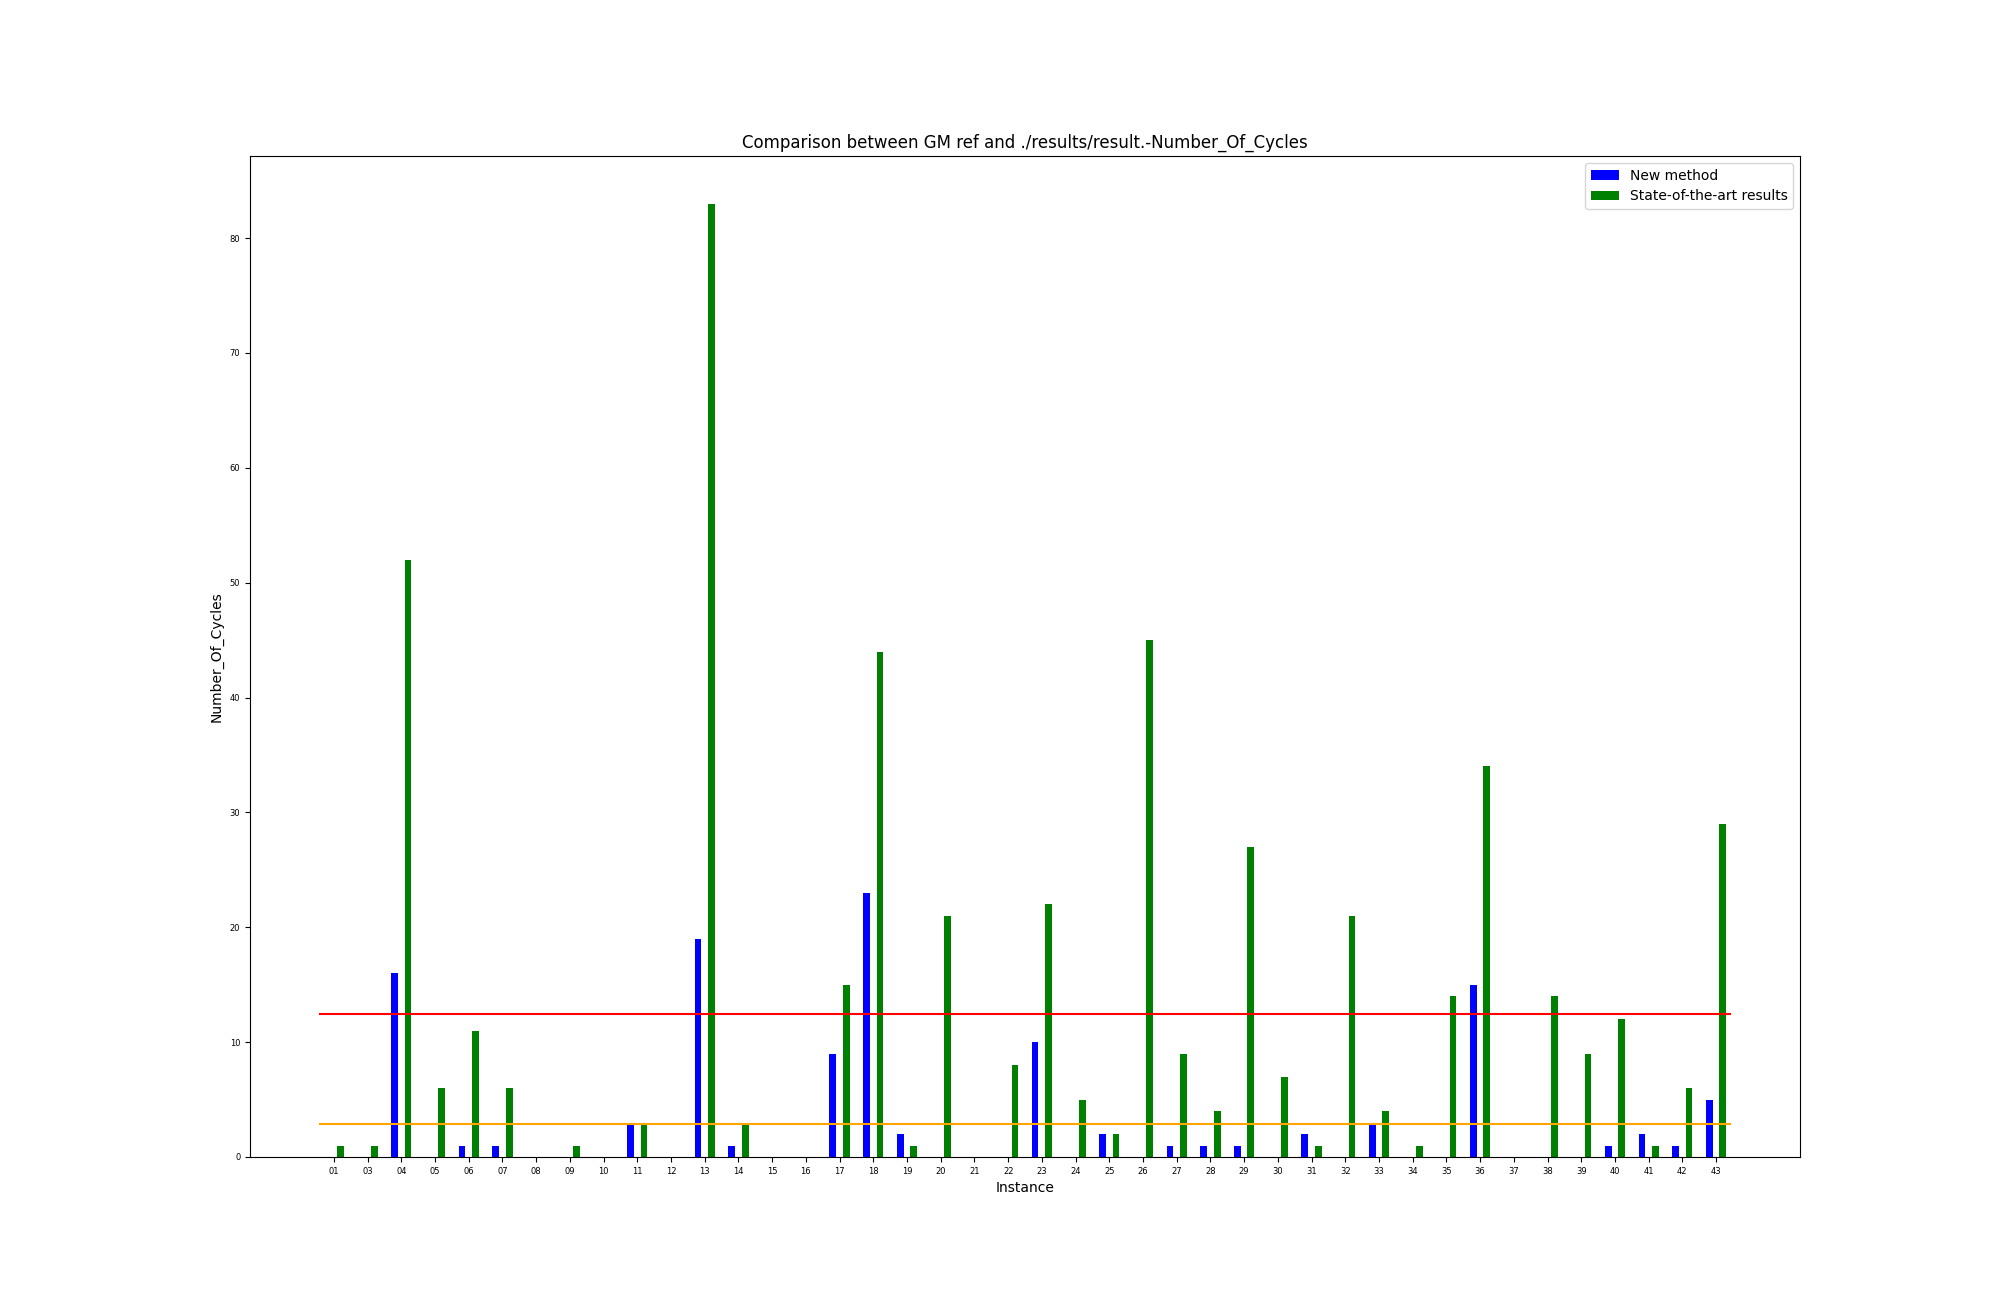 Comparison between GM ref and ./results/result.-Number_Of_Cycles
New method
State-of-the-art results
80
70
60
50
40
30
20
10
0
Number_Of_Cycles
01 03 04 05 06 07 08 09 10 11 12 13 14 15 16 17 18 19 20 21 22 23 24 25 26 27 28 29 30 31 32 33 34 35 36 37 38 39 40 41 42 43
Instance